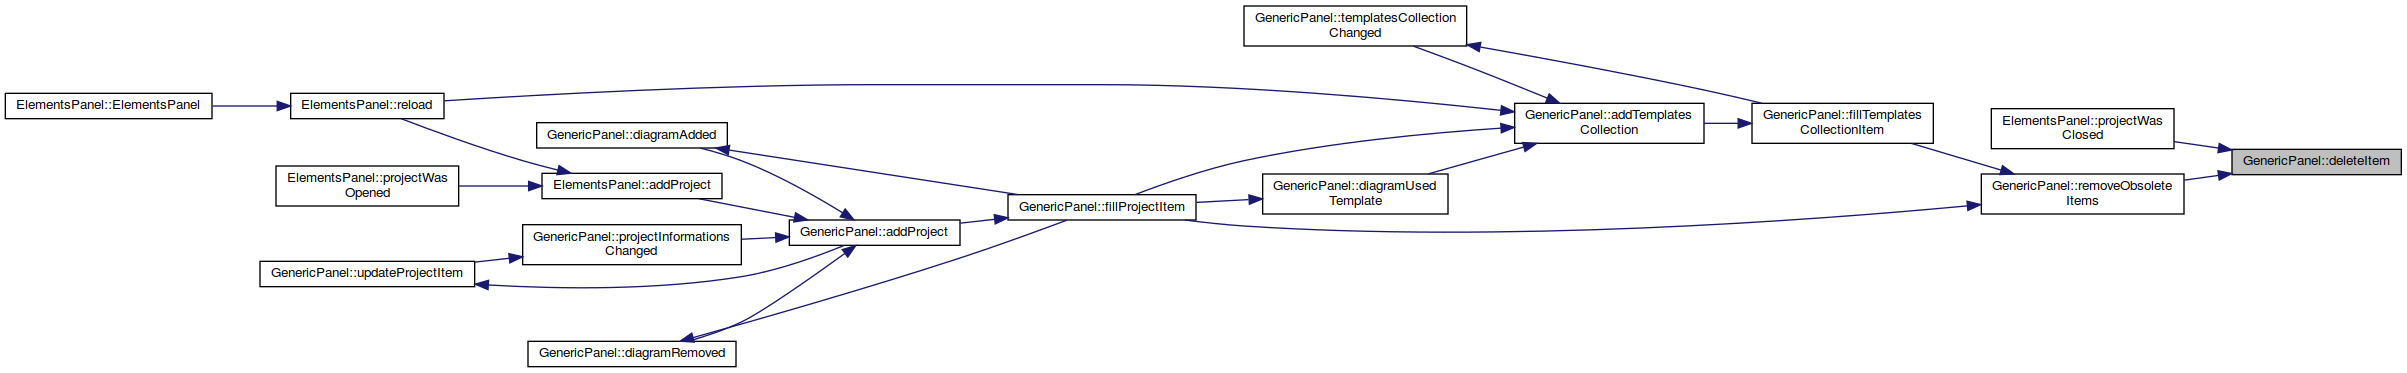 GenericPanel::templatesCollection
Changed
ElementsPanel::ElementsPanel
ElementsPanel::reload
GenericPanel::diagramAdded
ElementsPanel::projectWas
Opened
ElementsPanel::addProject
GenericPanel::projectInformations
Changed
GenericPanel::updateProjectItem
GenericPanel::diagramRemoved
GenericPanel::addProject
GenericPanel::fillProjectItem
GenericPanel::diagramUsed
Template
GenericPanel::addTemplates
Collection
GenericPanel::fillTemplates
CollectionItem
ElementsPanel::projectWas
Closed
GenericPanel::removeObsolete
Items
GenericPanel::deleteItem